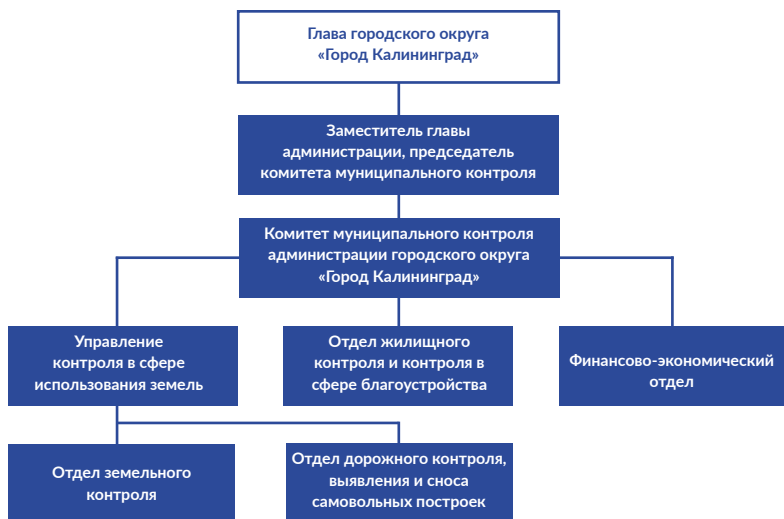 Глава городского округа
«Город Калининград»
Заместитель главы
администрации, председатель
комитета муниципального контроля
Комитет муниципального контроля
администрации городского округа
«Город Калининград»
Управление
контроля в сфере
использования земель
Отдел жилищного
контроля и контроля в
сфере благоустройства
Финансово-экономический
отдел
Отдел земельного
контроля
Отдел дорожного контроля,
выявления и сноса
самовольных построек